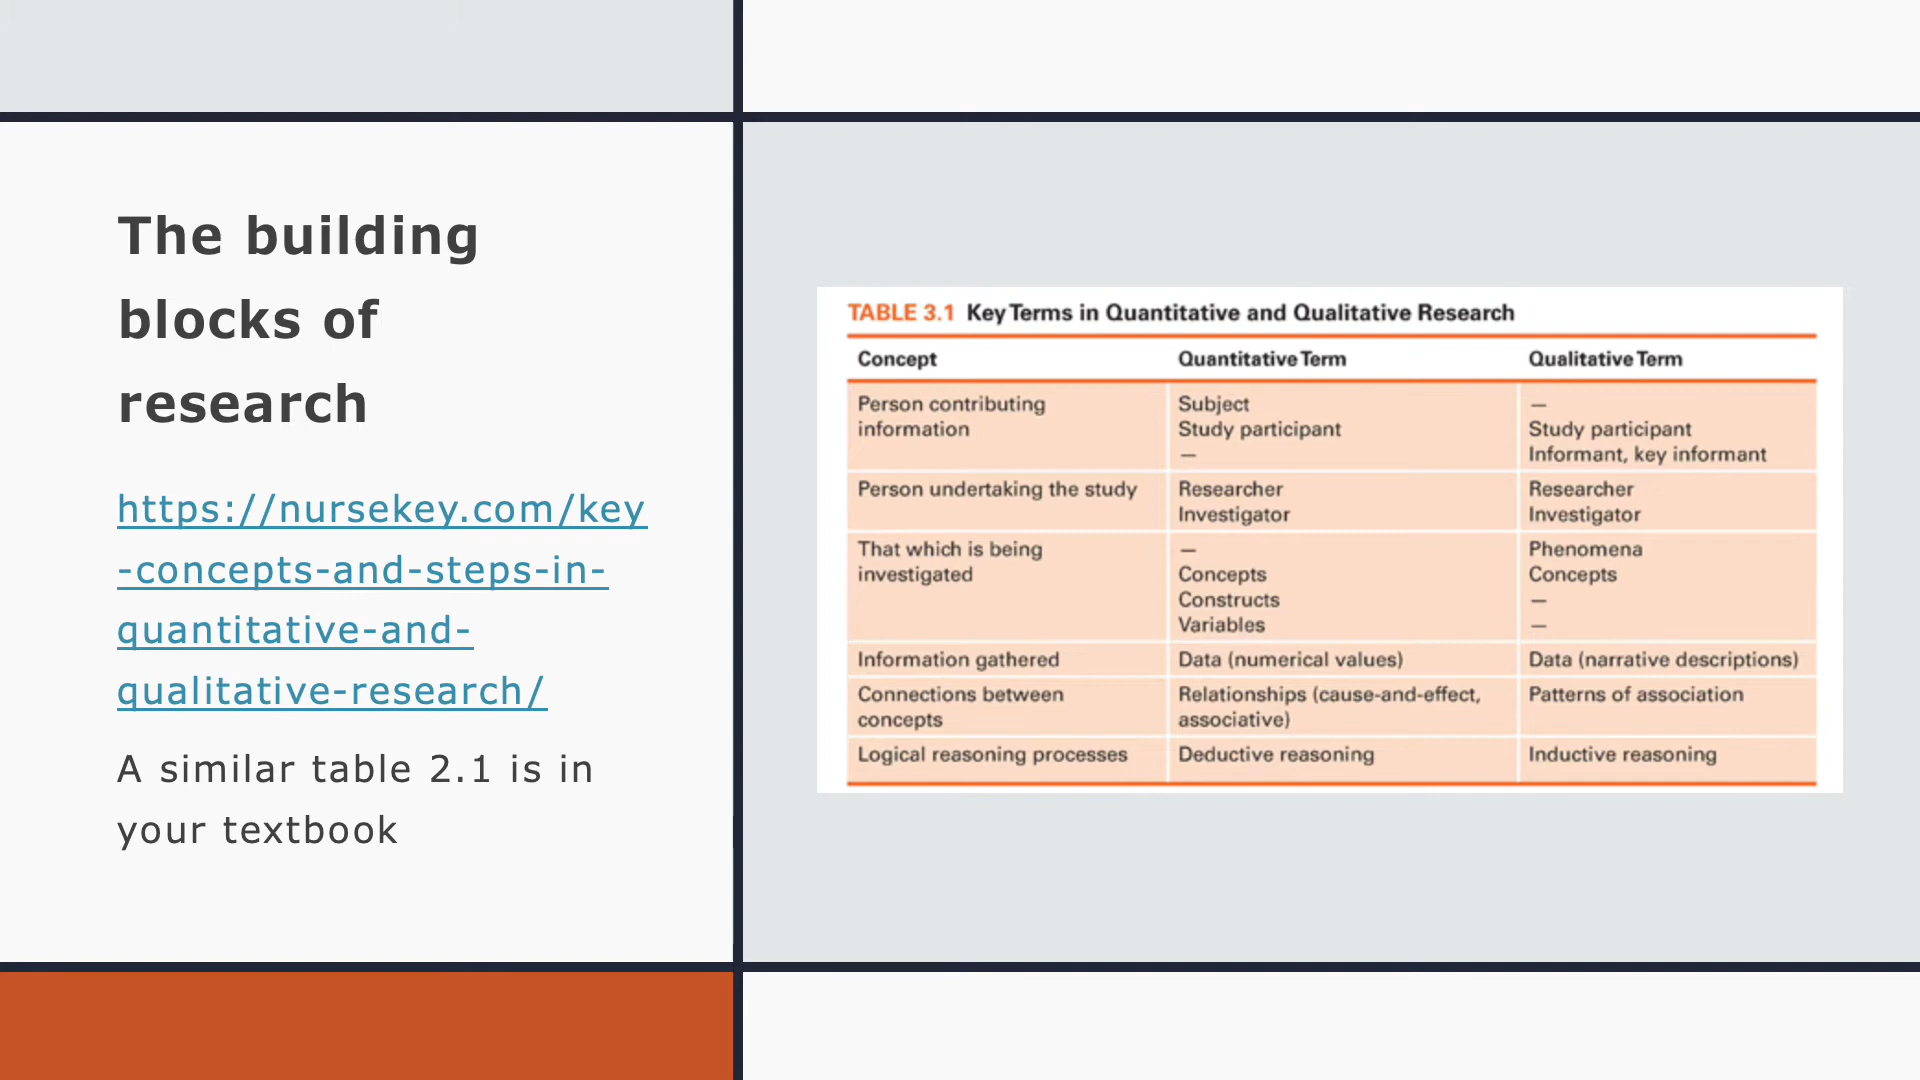 The building
blocks of
research
https://nursekey.com/key
-concepts-and-steps-in-
quantitative-and-
qualitative-research/
A similar table 2.1 is in
your textbook
TABLE 3.1 Key Terms in Quantitative and Qualitative Research
Concept Quantitative Term Qualitative Term
Person contributing Subject —
information Study participant Study participant
— Informant, key informant
Person undertaking the study Researcher Researcher
Investigator Investigator
That which is being — Phenomena
investigated Concepts Concepts
Constructs —
Variables —
Information gathered Data (numerical values) Data (narrative descriptions)
Connections between Relationships (cause-and-effect, Patterns of association
concepts associative)
Logical reasoning processes Deductive reasoning Inductive reasoning